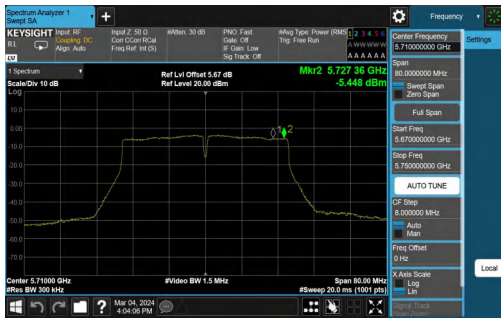 Spectrum Analyzer 1
Swept SA
+
Frequency
KEYSIGHT
RL
Input: RF
Coupling: DC
Align: Auto
Input Z: 50 Ω
Corr CCorr RCal
Freq Ref: Int (S)
#Atten: 30 dB
PNO: Fast
Gate: Off
IF Gain: Low
Sig Track: Off
#Avg Type: Power (RMS)
Trig: Free Run
1 2 3 4 5 6
A W W W W W
A A A A A A
LXI
1 Spectrum
Scale/Div 10 dB
Log
Ref Lvl Offset 5.67 dB
Ref Level 20.00 dBm
Mkr2 5.727 36 GHz
-5.448 dBm
10.0
0.00
-10.0
-20.0
-30.0
-40.0
-50.0
-60.0
-70.0
1
2
Center 5.71000 GHz
#Res BW 300 kHz
#Video BW 1.5 MHz
Span 80.00 MHz
#Sweep 20.0 ms (1001 pts)
Mar 04, 2024
4:04:06 PM
?
Center Frequency
5.710000000 GHz
Span
80.0000000 MHz
Swept Span
Zero Span
Full Span
Start Freq
5.670000000 GHz
Stop Freq
5.750000000 GHz
AUTO TUNE
CF Step
8.000000 MHz
Auto
Man
Freq Offset
0 Hz
X Axis Scale
Log
Lin
Signal Track
Settings
Local